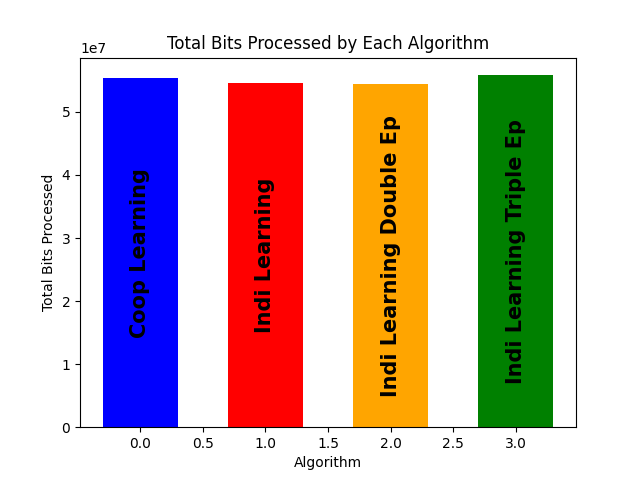 Total Bits Processed by Each Algorithm
1e7
Total Bits Processed
5
4
3
2
1
0
Coop Learning
Indi Learning
Indi Learning Double Ep
Indi Learning Triple Ep
0.0 0.5 1.0 1.5 2.0 2.5 3.0
Algorithm